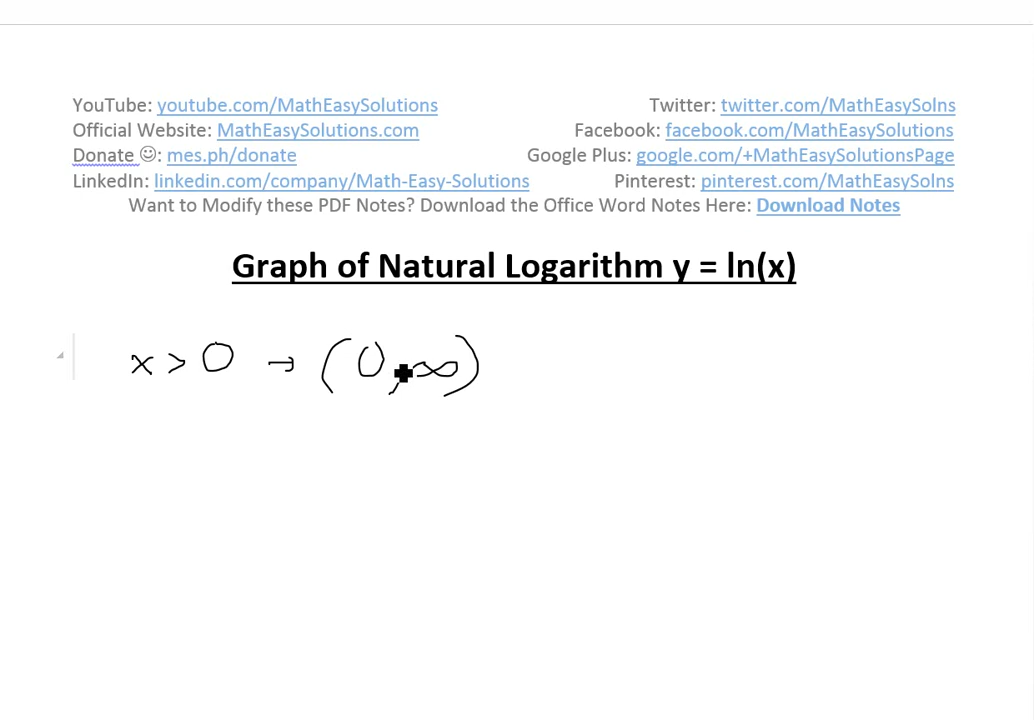 YouTube: youtube.com/MathEasySolutions Twitter: twitter.com/MathEasySolns
Official Website: MathEasySolutions.com Facebook: facebook.com/MathEasySolutions
Donate ☺: mes.ph/donate Google Plus: google.com/+MathEasySolutionsPage
LinkedIn: linkedin.com/company/Math-Easy-Solutions Pinterest: pinterest.com/MathEasySolns
Want to Modify these PDF Notes? Download the Office Word Notes Here: Download Notes
Graph of Natural Logarithm y = ln(x)
x > 0 → (0, ∞)